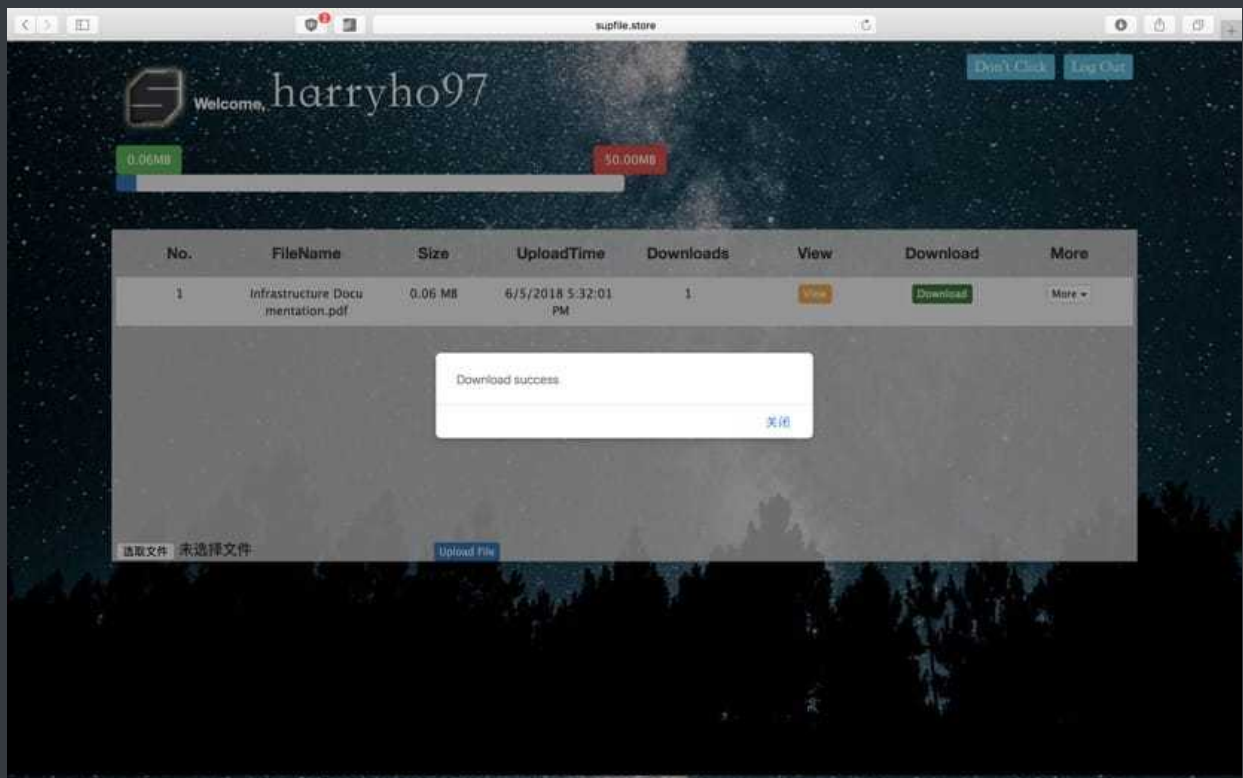 supfile.store
Don't Click Log Out
Welcome, harryho97
0.06MB 50.00MB
No. FileName Size UploadTime Downloads View Download More
1 Infrastructure Docu 0.06 MB 6/5/2018 5:32:01 1 View Download More
mentation.pdf PM
Download success
关闭
选取文件 未选择文件 Upload File